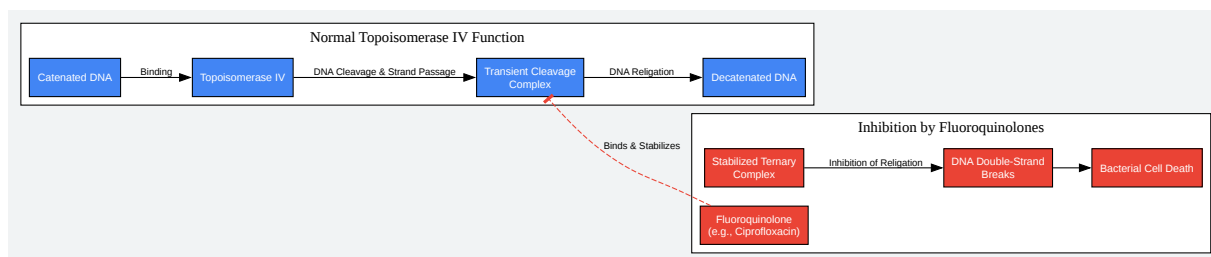 Normal Topoisomerase IV Function
Catenated DNA
Binding
Topoisomerase IV
DNA Cleavage & Strand Passage
Transient Cleavage
Complex
DNA Religation
Decatenated DNA
Binds & Stabilizes
Inhibition by Fluoroquinolones
Stabilized Ternary
Complex
Inhibition of Religation
DNA Double-Strand
Breaks
Bacterial Cell Death
Fluoroquinolone
(e.g., Ciprofloxacin)